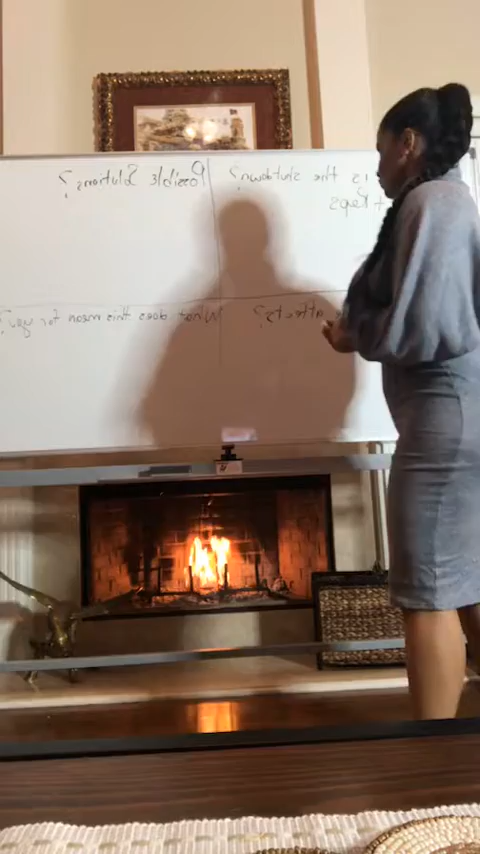 is the shutdown?
+ Reps
Possible Solutions?
affects?
What does this mean for you?